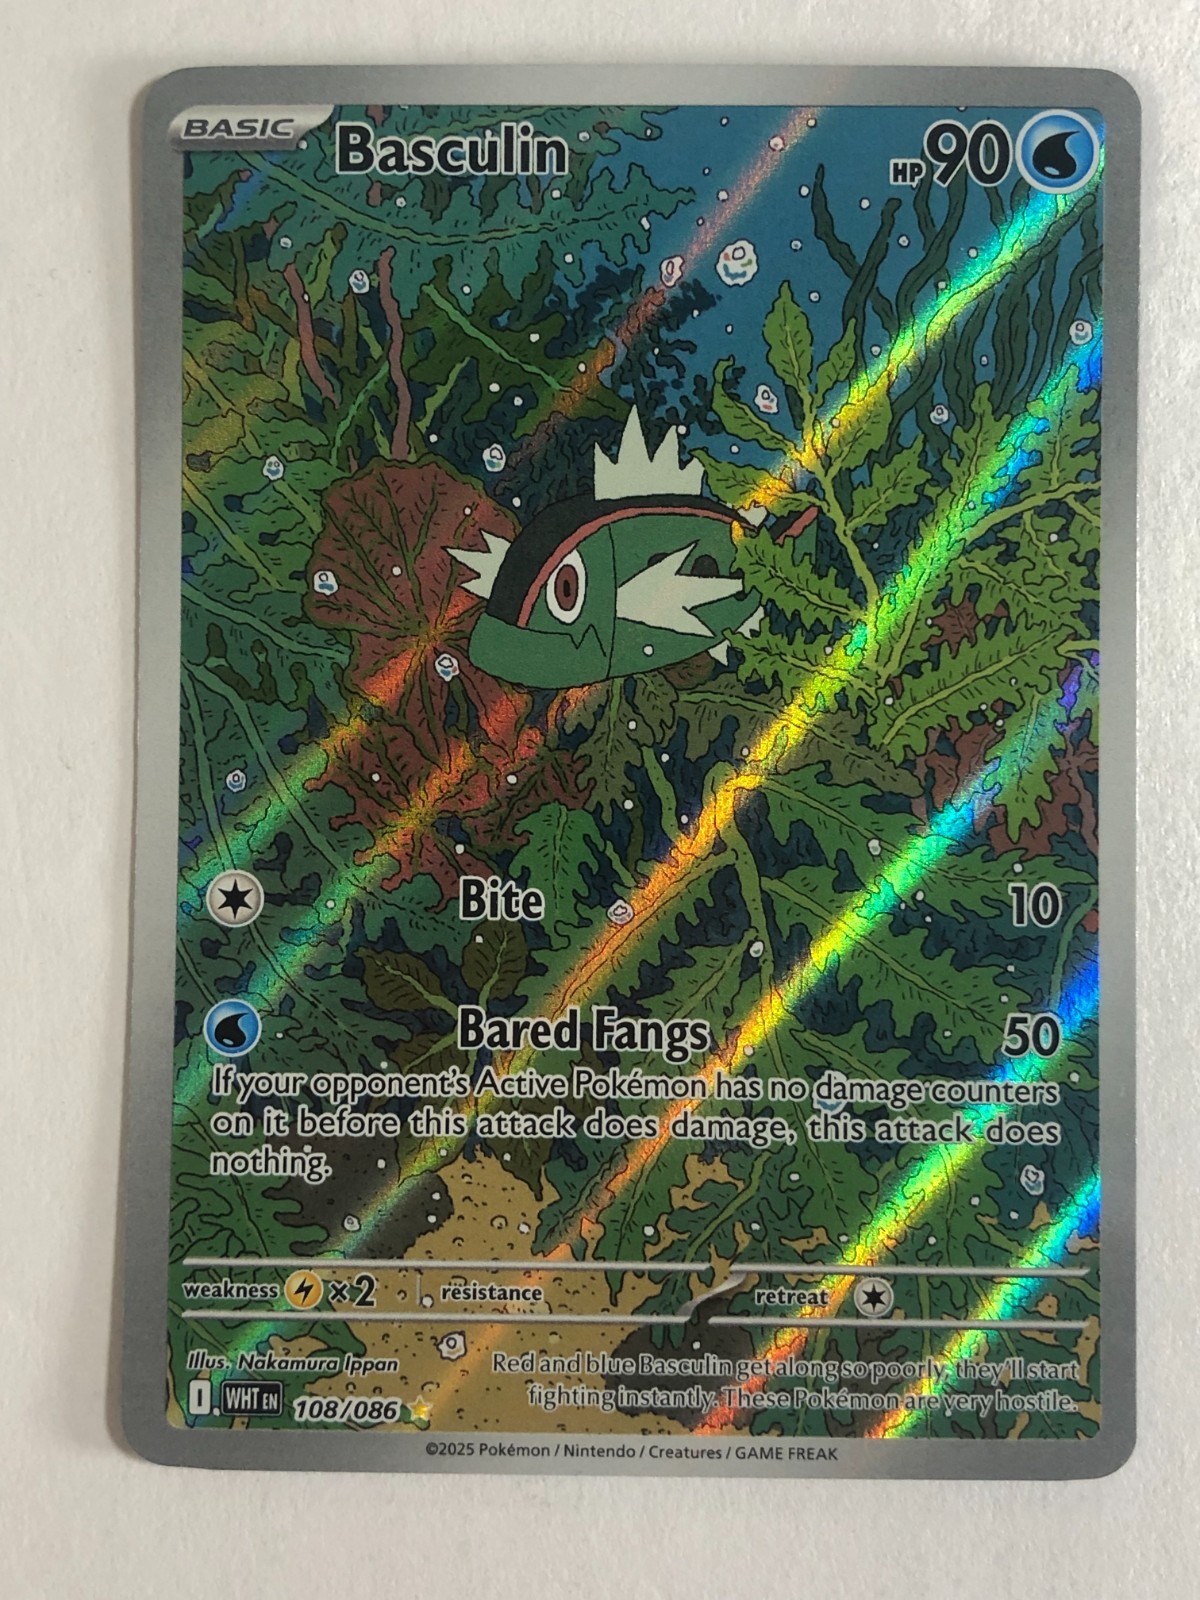 BASIC Basculin HP 90
Bite 10
Bared Fangs 50
If your opponent's Active Pokémon has no damage counters
on it before this attack does damage, this attack does
nothing.
weakness ×2 resistance retreat
Illus. Nakamura Ippan
Red and blue Basculin get along so poorly, they'll start
fighting instantly. These Pokémon are very hostile.
I WHT EN 108/086
©2025 Pokémon / Nintendo / Creatures / GAME FREAK